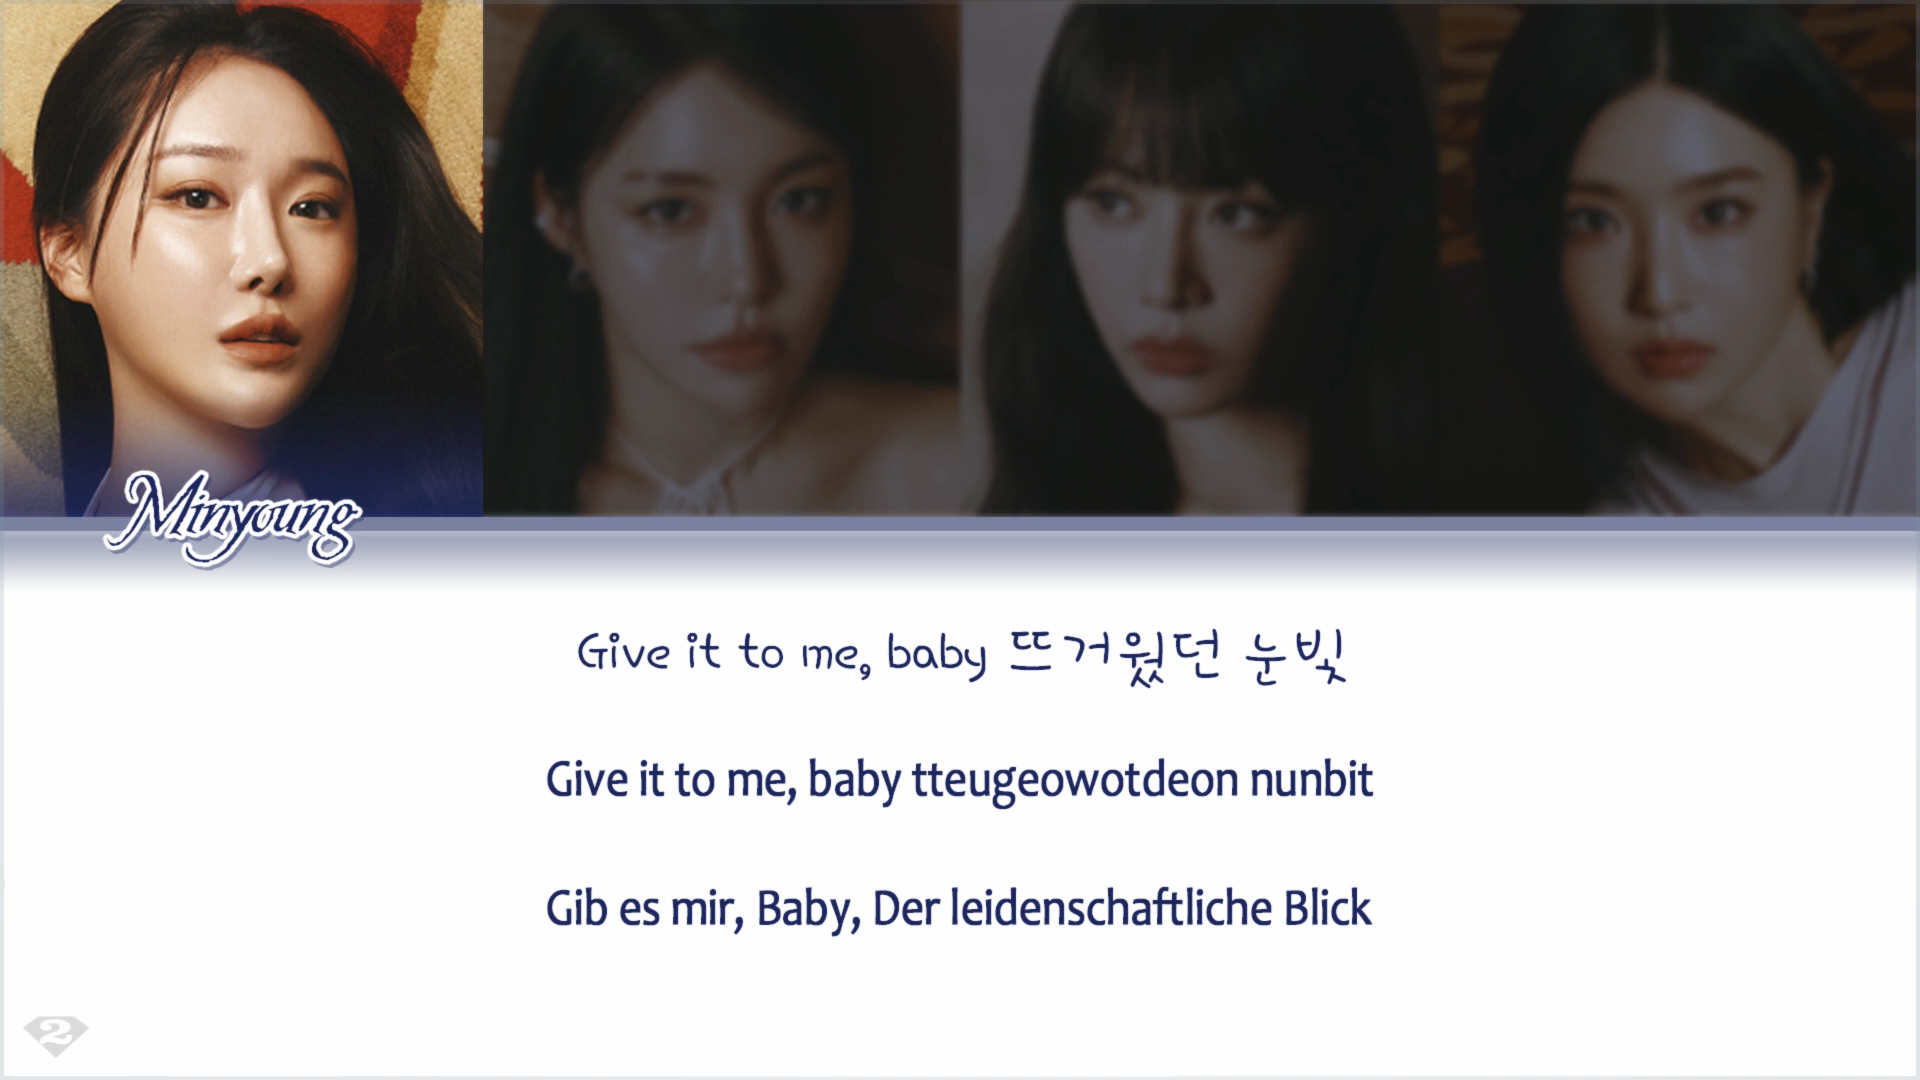 Minyoung
Give it to me, baby 뜨거웠던 눈빛
Give it to me, baby tteugeowotdeon nunbit
Gib es mir, Baby, Der leidenschaftliche Blick
2